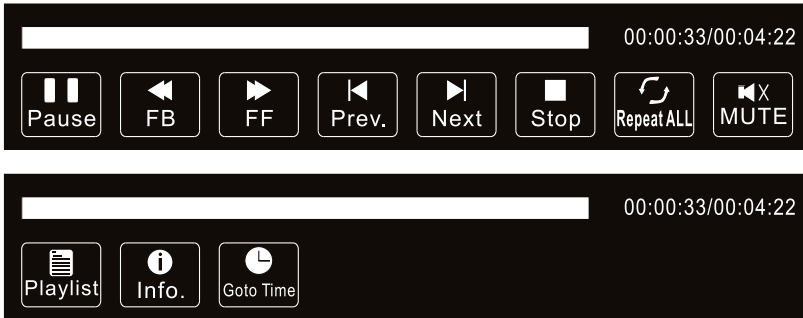 00:00:33/00:04:22
Pause FB FF Prev. Next Stop Repeat ALL MUTE
00:00:33/00:04:22
Playlist Info. Goto Time